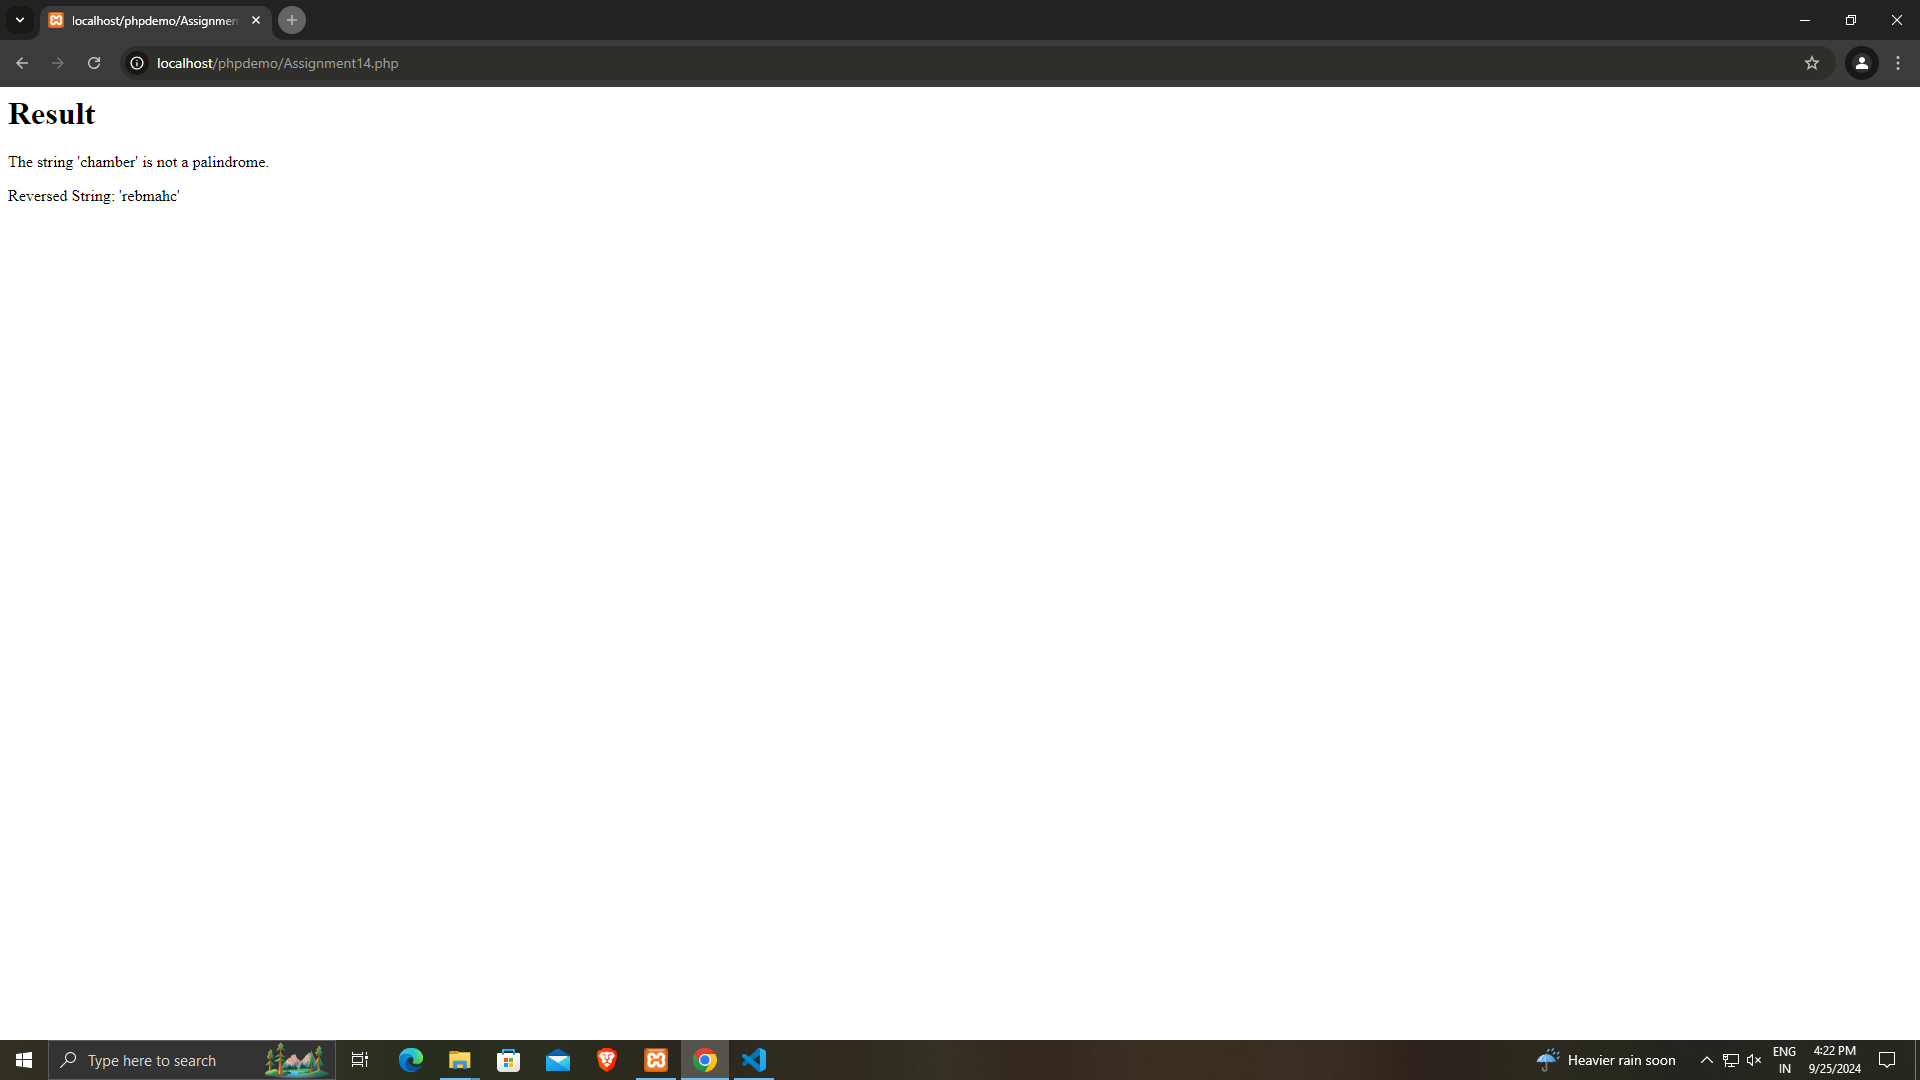 localhost/phpdemo/Assignmen
localhost/phpdemo/Assignment14.php
Result
The string 'chamber' is not a palindrome.
Reversed String: 'rebmahc'
Type here to search
Heavier rain soon
ENG
IN
4:22 PM
9/25/2024